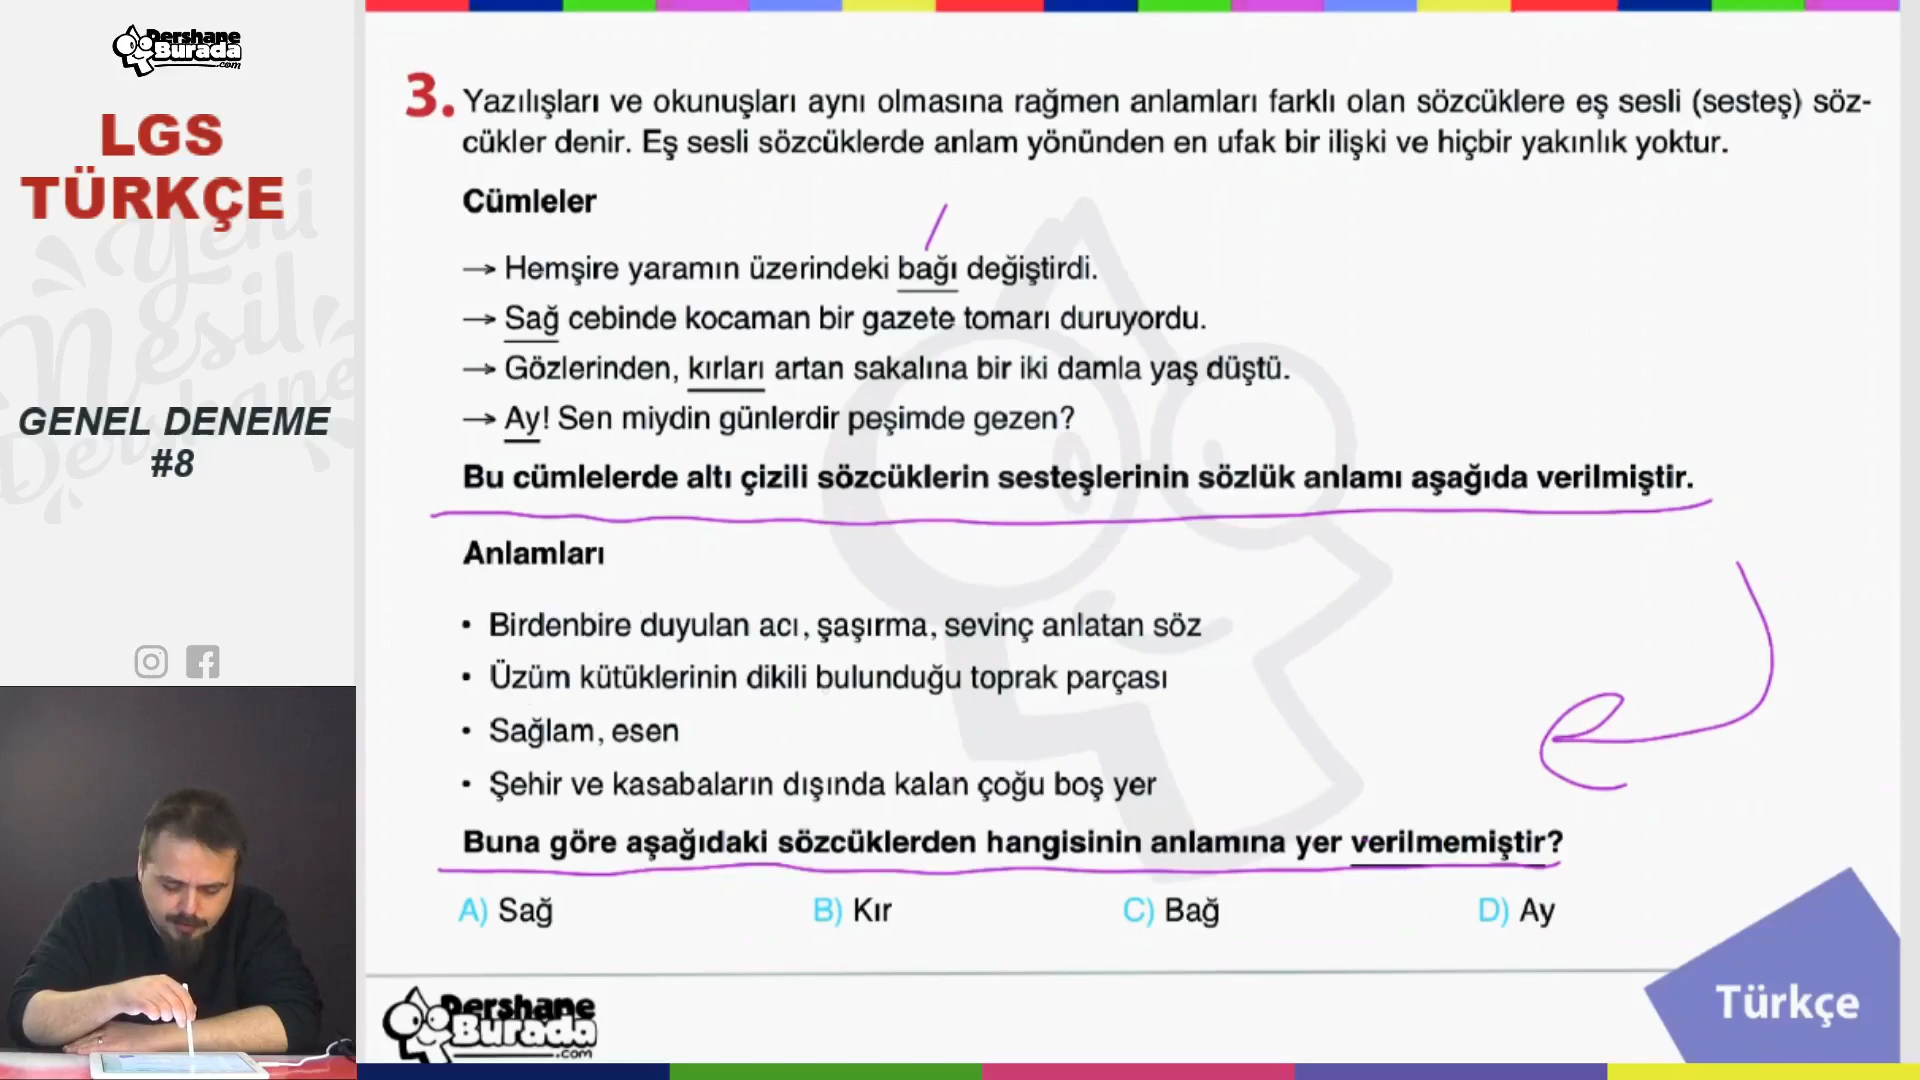 Dershane
Burada
.com
LGS
TÜRKÇE
Yeni
Nesil
Dershane
GENEL DENEME
#8
3. Yazılışları ve okunuşları aynı olmasına rağmen anlamları farklı olan sözcüklere eş sesli (sesteş) söz-
cükler denir. Eş sesli sözcüklerde anlam yönünden en ufak bir ilişki ve hiçbir yakınlık yoktur.
Cümleler
→ Hemşire yaramın üzerindeki bağı değiştirdi.
→ Sağ cebinde kocaman bir gazete tomarı duruyordu.
→ Gözlerinden, kırları artan sakalına bir iki damla yaş düştü.
→ Ay! Sen miydin günlerdir peşimde gezen?
Bu cümlelerde altı çizili sözcüklerin sesteşlerinin sözlük anlamı aşağıda verilmiştir.
Anlamları
• Birdenbire duyulan acı, şaşırma, sevinç anlatan söz
• Üzüm kütüklerinin dikili bulunduğu toprak parçası
• Sağlam, esen
• Şehir ve kasabaların dışında kalan çoğu boş yer
Buna göre aşağıdaki sözcüklerden hangisinin anlamına yer verilmemiştir?
A) Sağ B) Kır C) Bağ D) Ay
Dershane
Burada
.com
Türkçe